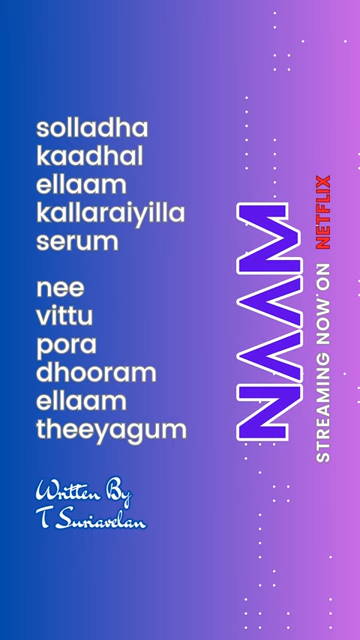 solladha
kaadhal
ellaam
kallaraiyilla
serum
nee
vittu
pora
dhooram
ellaam
theeyagum
Written By
T Suriavelan
NAAM
STREAMING NOW ON NETFLIX